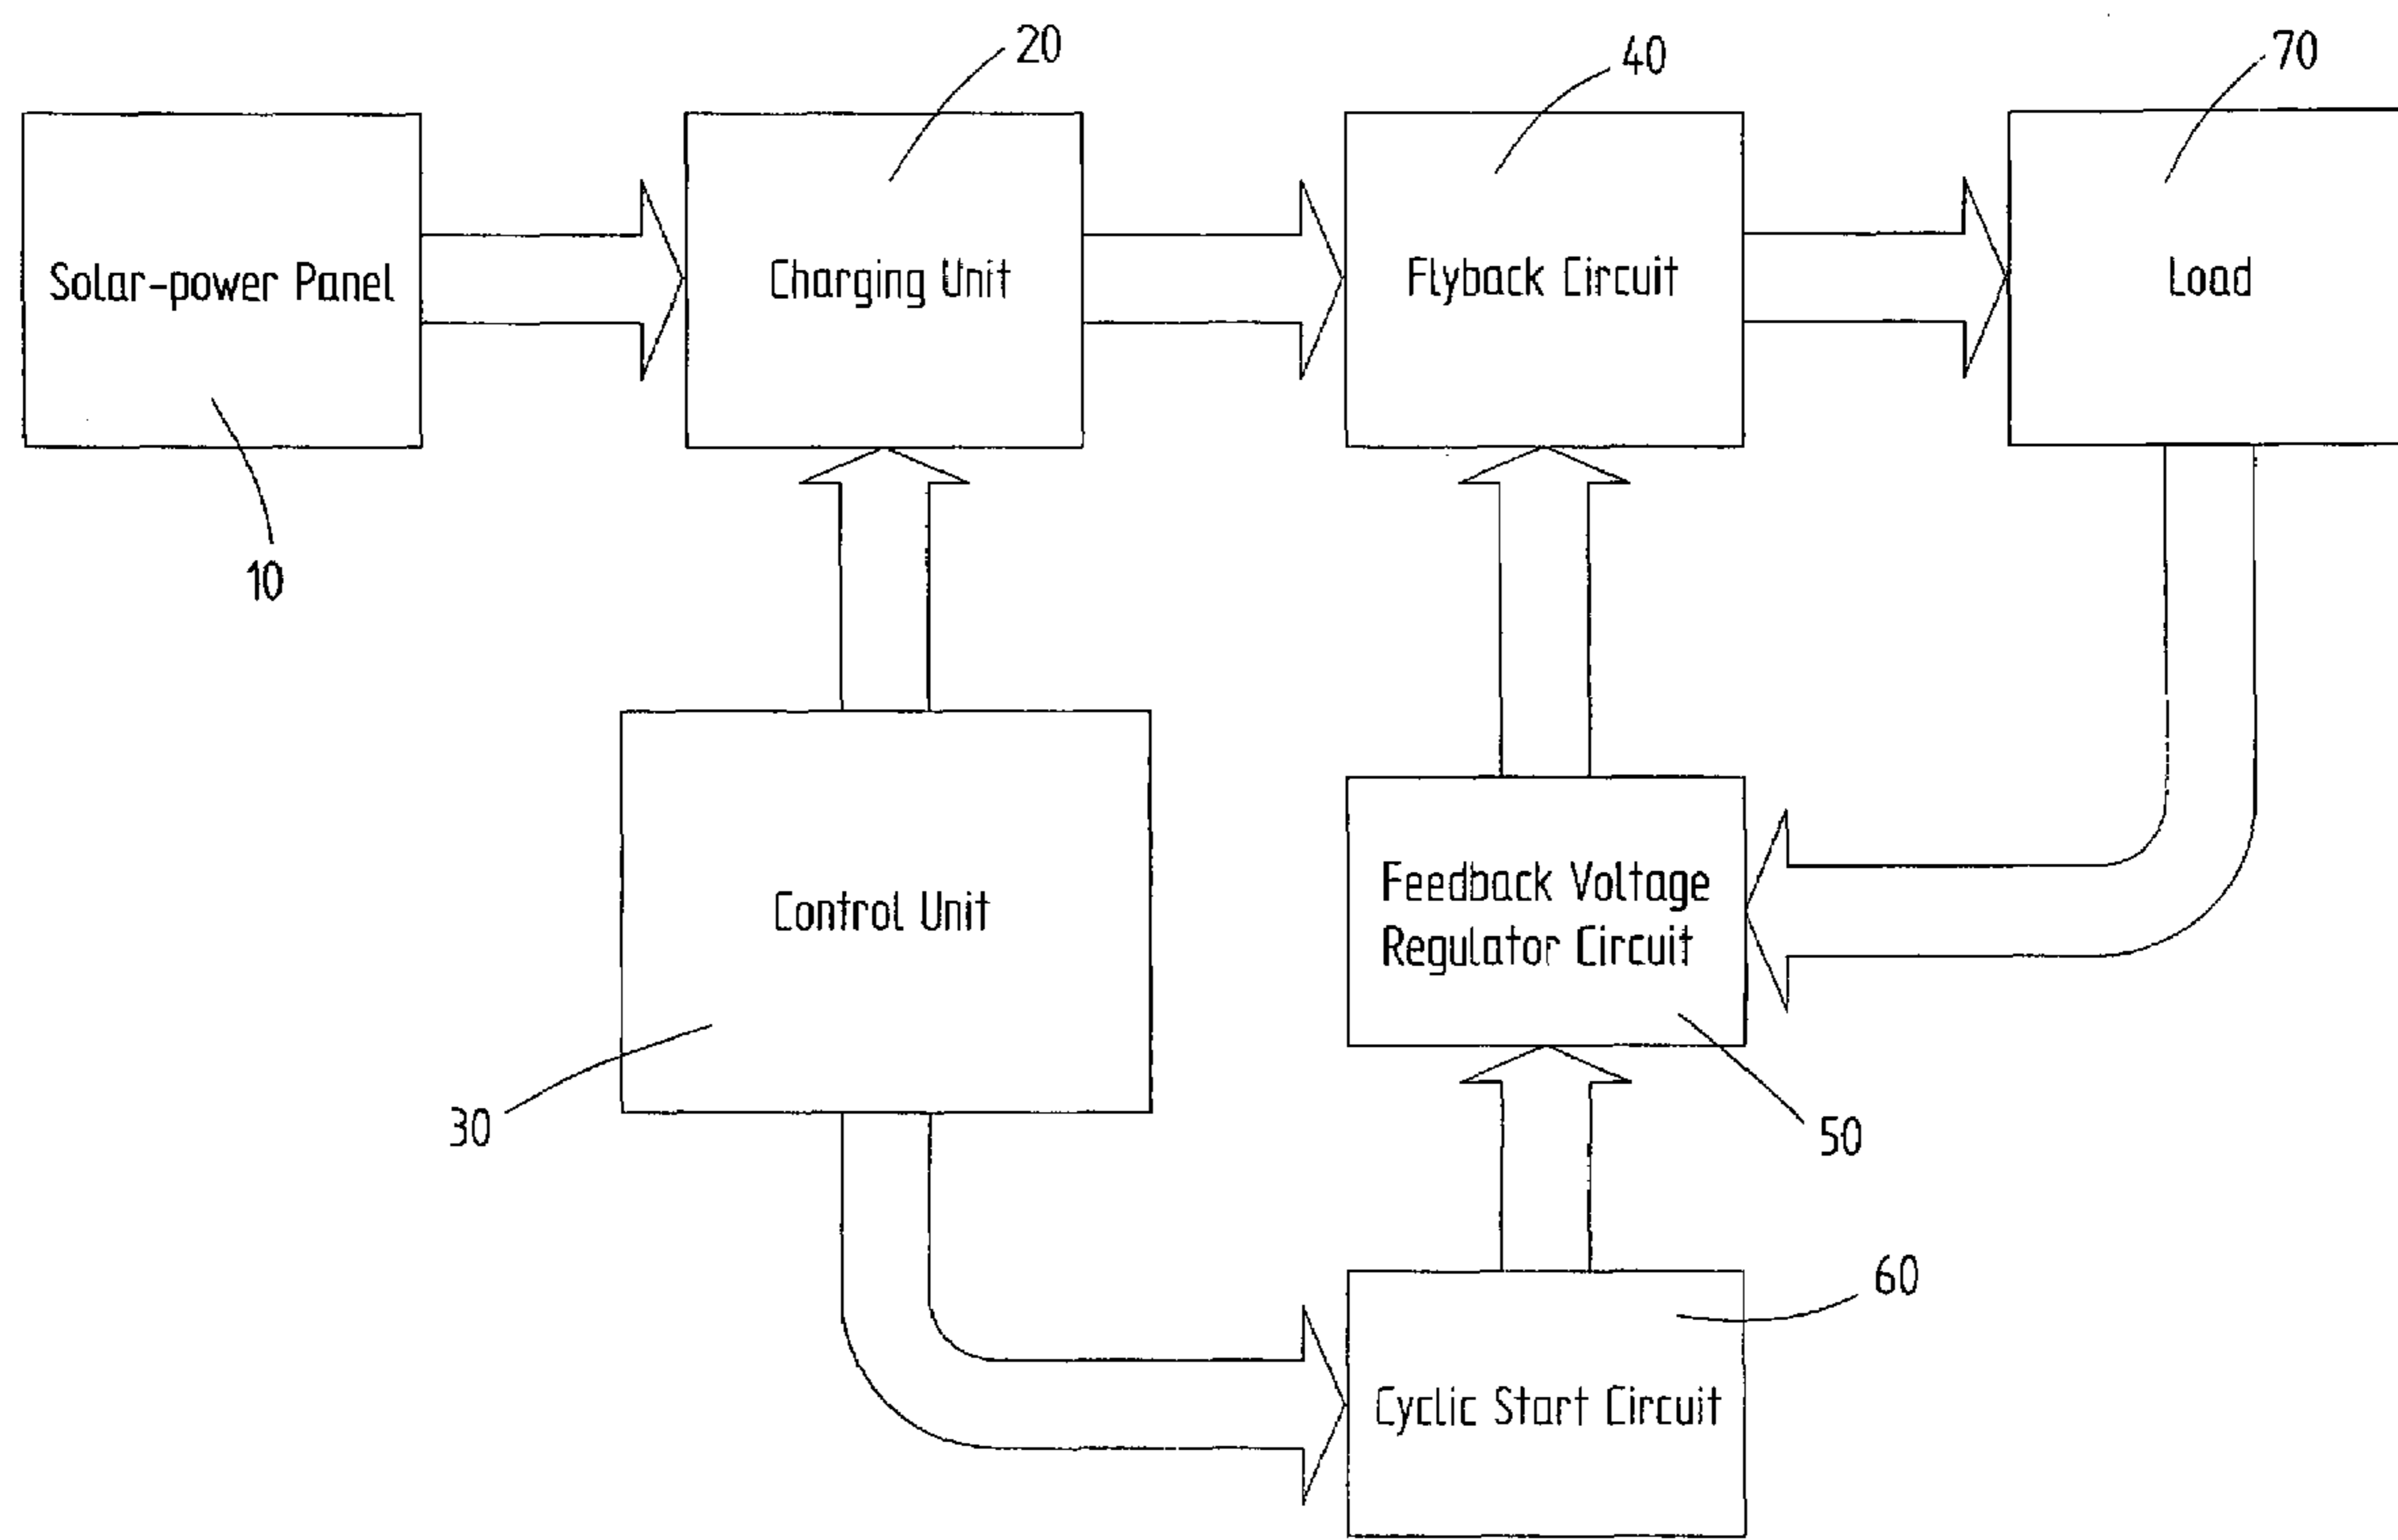 20
40
70
Solar-power Panel
Charging Unit
Flyback Circuit
Load
10
Control Unit
Feedback Voltage
Regulator Circuit
30
50
60
Cyclic Start Circuit